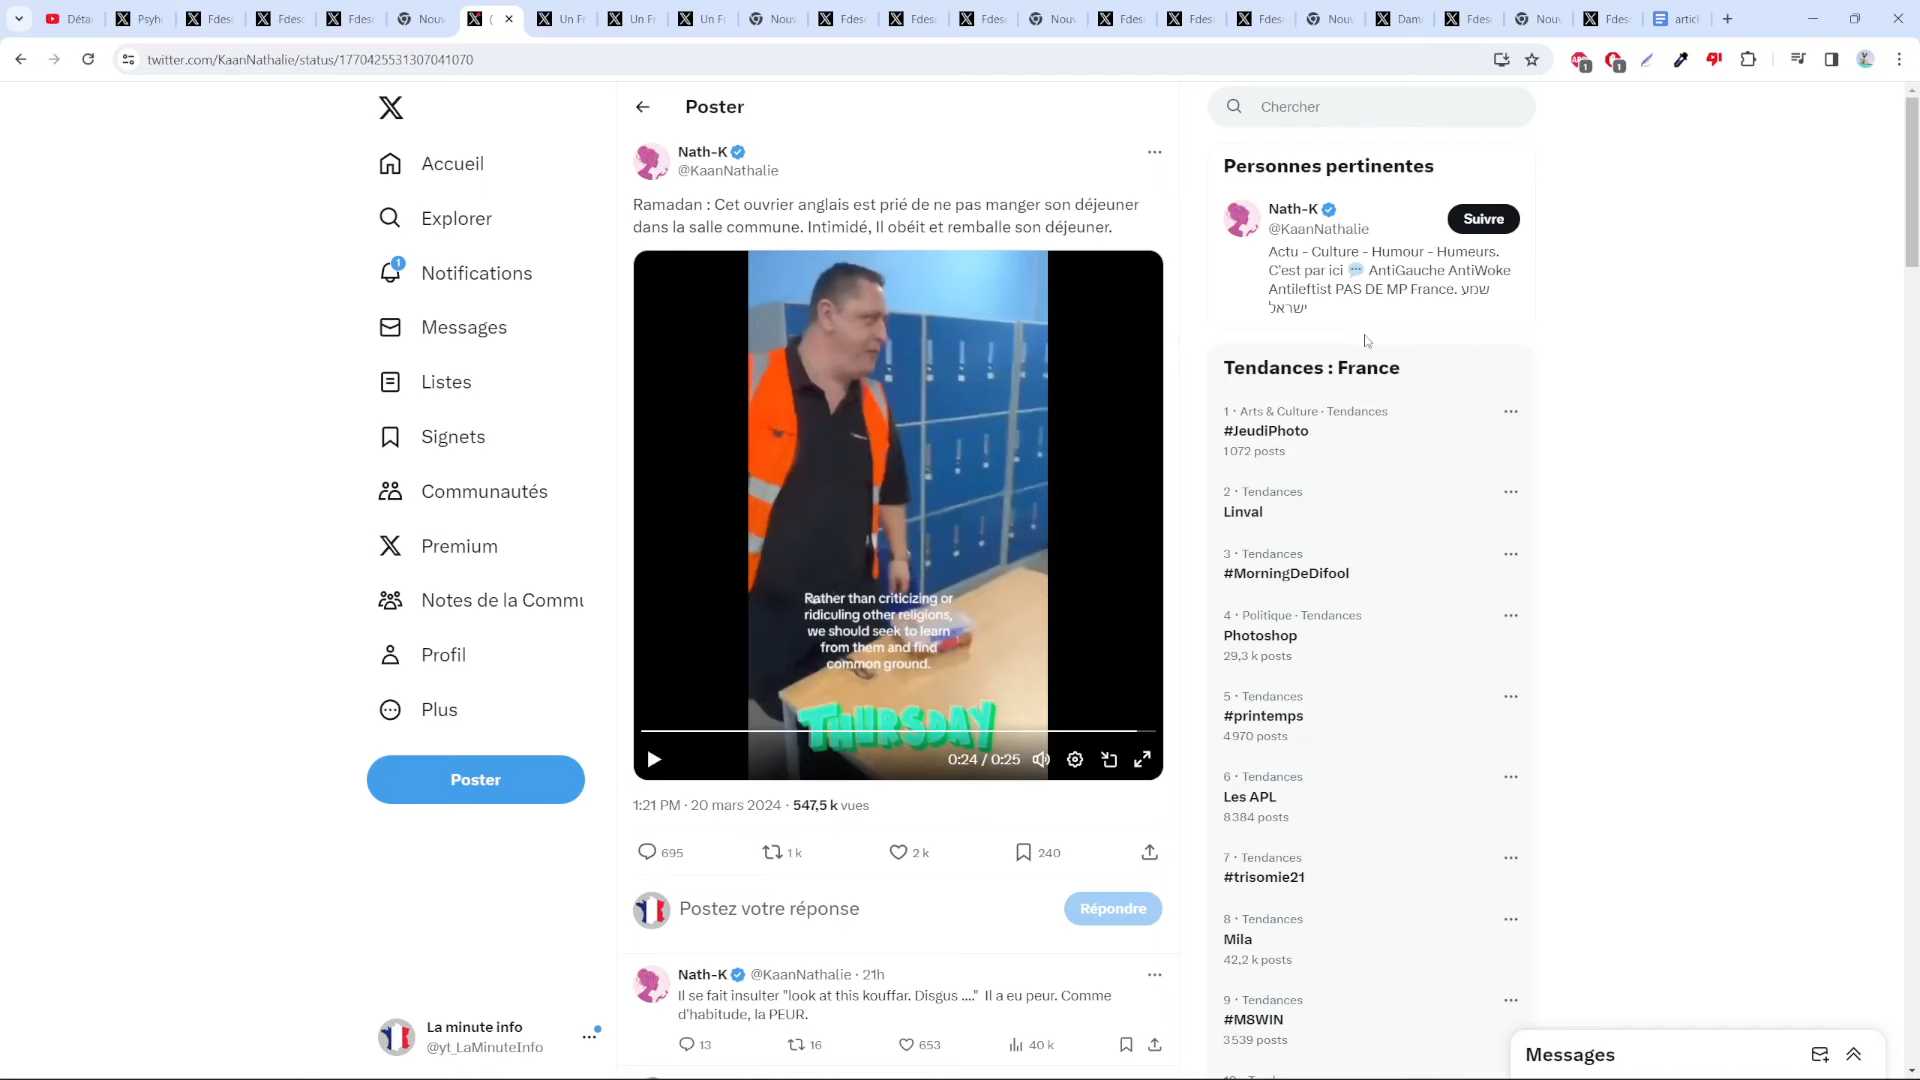 Détai
Psyh
Fdes
Fdes
Fdes
Nouv
(
Un F
Un F
Un F
Nouv
Fdes
Fdes
Fdes
Nouv
Fdes
Fdes
Fdes
Nouv
Dam
Fdes
Nouv
Fdes
articl
twitter.com/KaanNathalie/status/1770425531307041070
1
1
Accueil
Explorer
1
Notifications
Messages
Listes
Signets
Communautés
Premium
Notes de la Commu
Profil
Plus
Poster
La minute info
@yt_LaMinuteInfo
Poster
Nath-K
@KaanNathalie
Ramadan : Cet ouvrier anglais est prié de ne pas manger son déjeuner
dans la salle commune. Intimidé, Il obéit et remballe son déjeuner.
Rather than criticizing or
ridiculing other religions,
we should seek to learn
from them and find
common ground.
THURSDAY
0:24 / 0:25
1:21 PM · 20 mars 2024 · 547,5 k vues
695
1 k
2 k
240
Postez votre réponse
Répondre
Nath-K @KaanNathalie · 21h
Il se fait insulter "look at this kouffar. Disgus ...." Il a eu peur. Comme
d'habitude, la PEUR.
13
16
653
40 k
Chercher
Personnes pertinentes
Nath-K
@KaanNathalie
Suivre
Actu - Culture - Humour - Humeurs.
C'est par ici 💬 AntiGauche AntiWoke
Antileftist PAS DE MP France. שמע
ישראל
Tendances : France
1 · Arts & Culture · Tendances
#JeudiPhoto
1 072 posts
2 · Tendances
Linval
3 · Tendances
#MorningDeDifool
4 · Politique · Tendances
Photoshop
29,3 k posts
5 · Tendances
#printemps
4 970 posts
6 · Tendances
Les APL
8 384 posts
7 · Tendances
#trisomie21
8 · Tendances
Mila
42,2 k posts
9 · Tendances
#M8WIN
3 539 posts
Messages